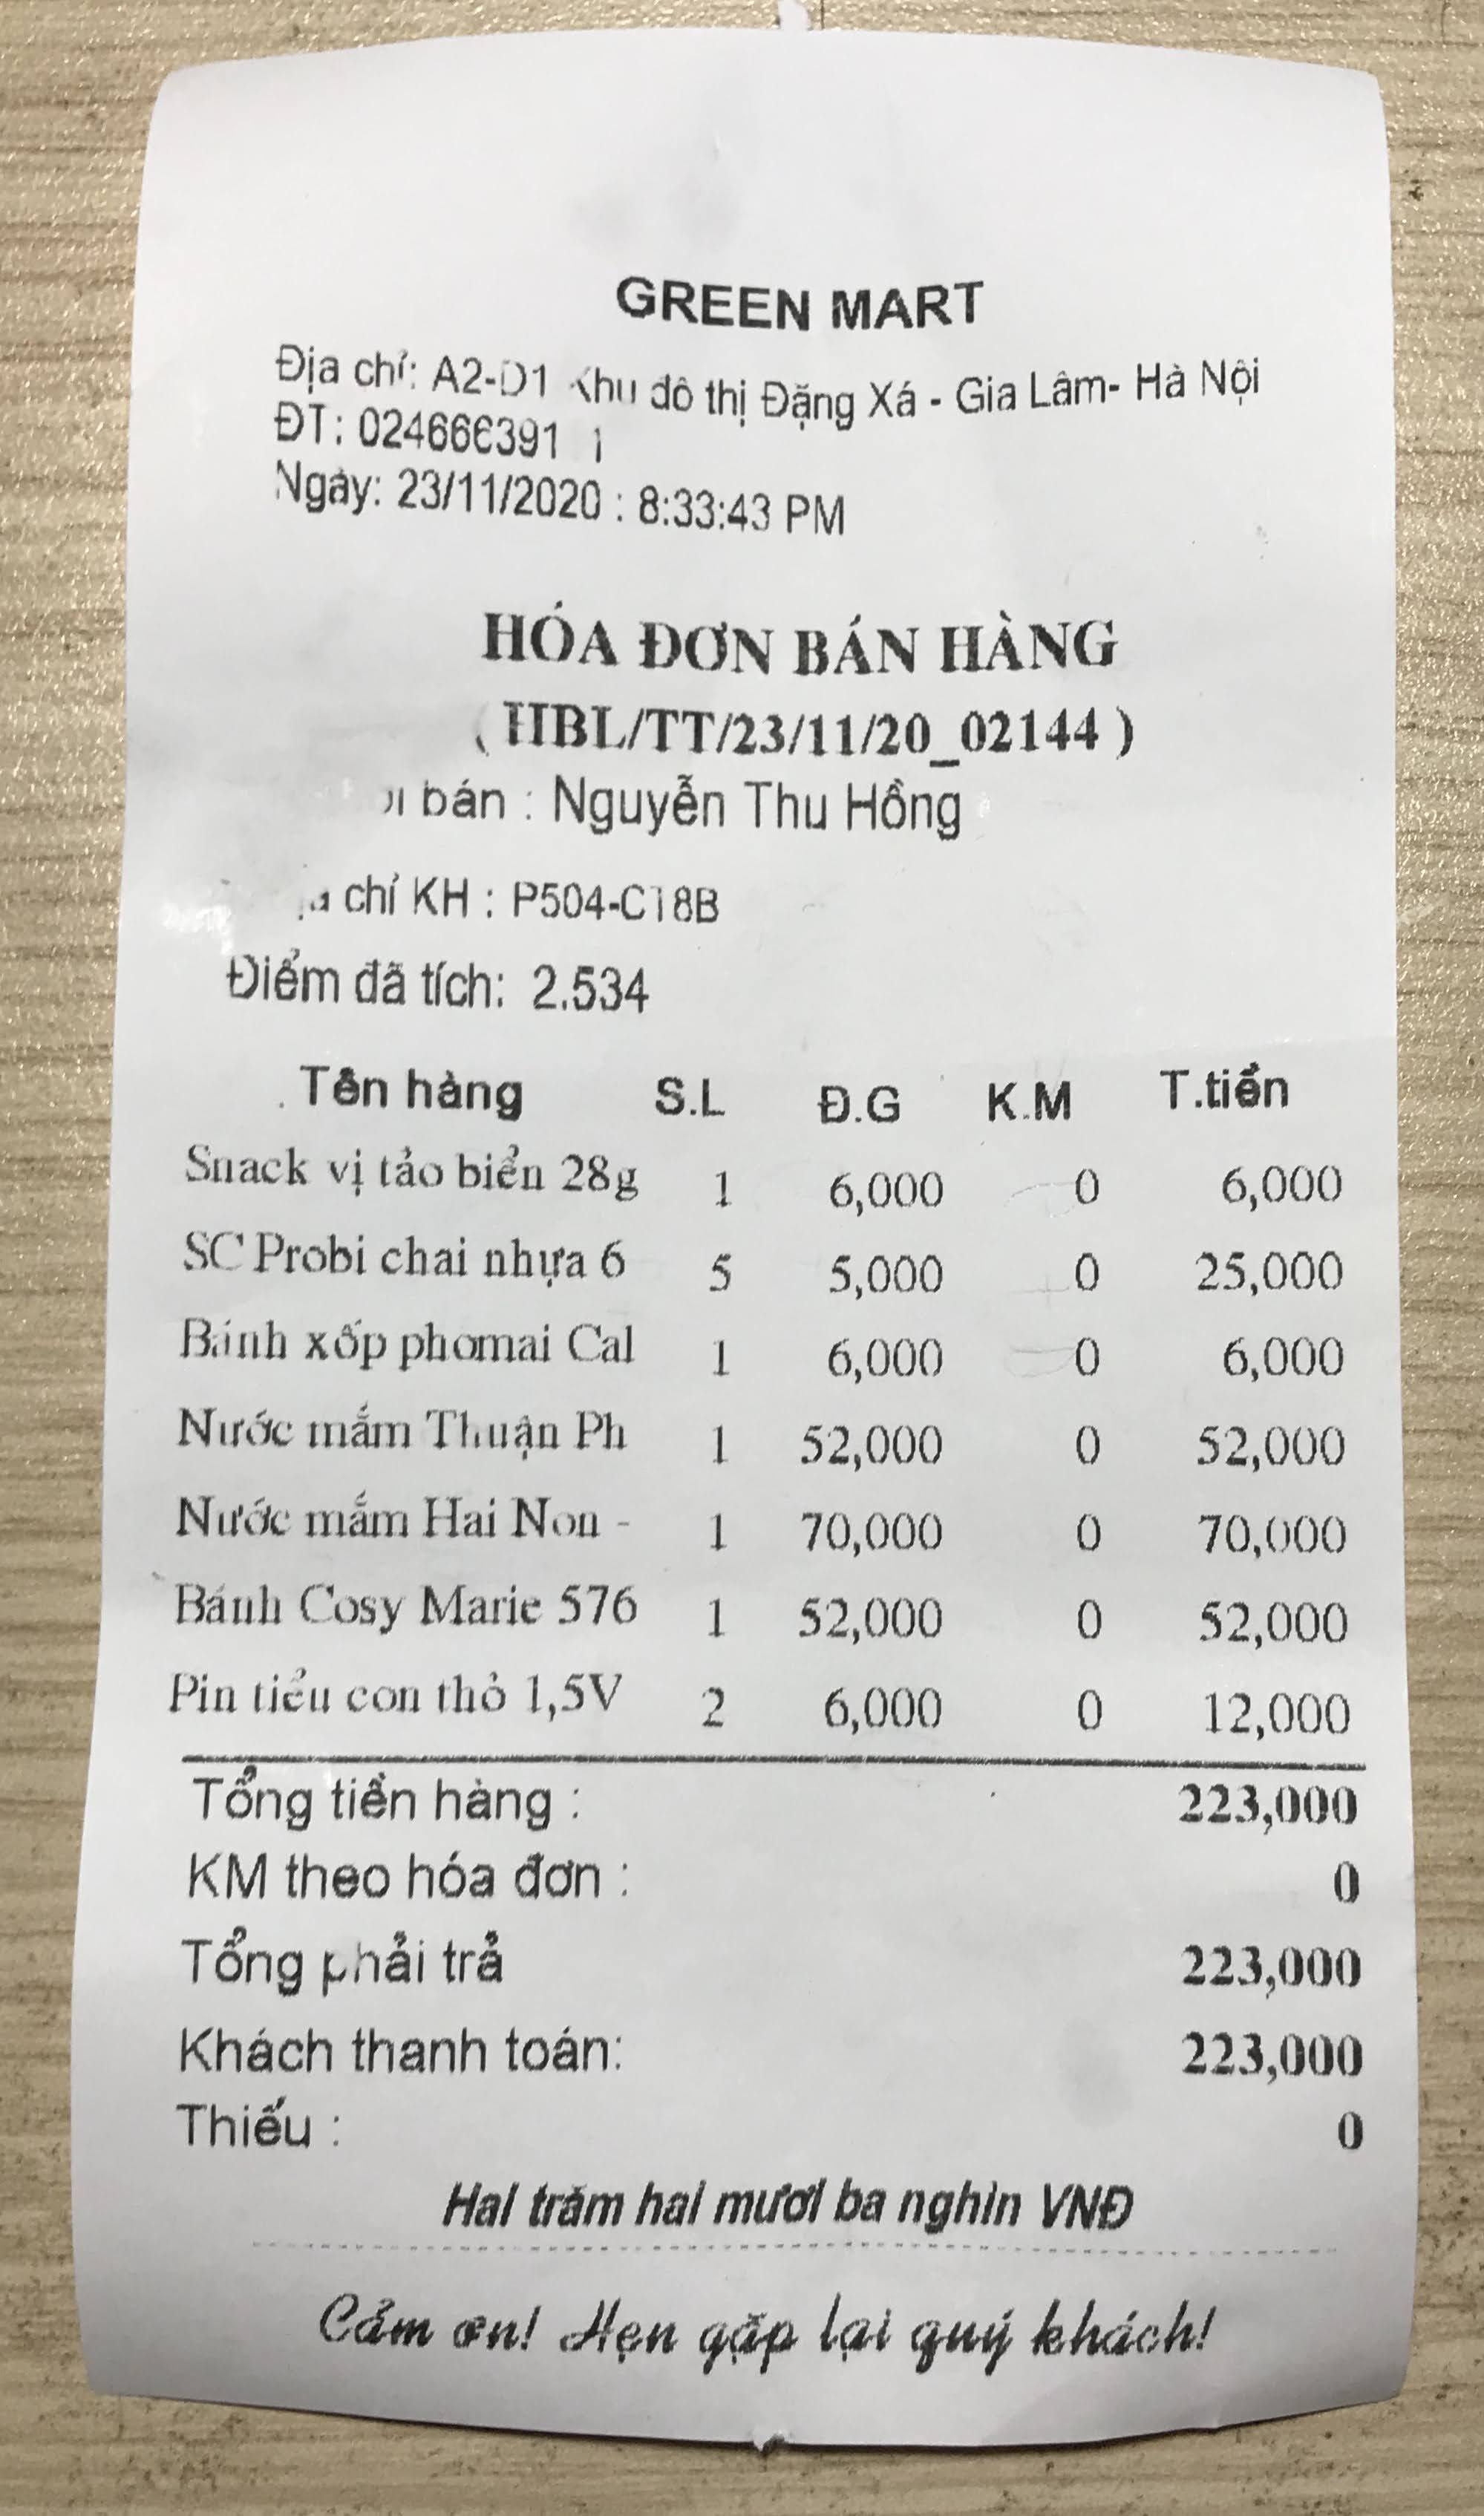 GREEN MART
Địa chỉ: A2-D1 Khu đô thị Đặng Xá - Gia Lâm- Hà Nội
ĐT: 024666391
Ngày: 23/11/2020 : 8:33:43 PM
HÓA ĐƠN BÁN HÀNG
( HBL/TT/23/11/20_02144 )
bán : Nguyễn Thu Hồng
chỉ KH : P504-C18B
Điểm đã tích: 2.534
Tên hàng S.L Đ.G K.M T.tiền
Snack vị tảo biển 28g 1 6,000 0 6,000
SC Probi chai nhựa 6 5 5,000 0 25,000
Bánh xốp phomai Cal 1 6,000 0 6,000
Nước mắm Thuận Ph 1 52,000 0 52,000
Nước mắm Hai Non - 1 70,000 0 70,000
Bánh Cosy Marie 576 1 52,000 0 52,000
Pin tiểu con thỏ 1,5V 2 6,000 0 12,000
Tổng tiền hàng : 223,000
KM theo hóa đơn : 0
Tổng phải trả 223,000
Khách thanh toán: 223,000
Thiếu : 0
Hai trăm hai mươi ba nghìn VNĐ
Cảm ơn! Hẹn gặp lại quý khách!